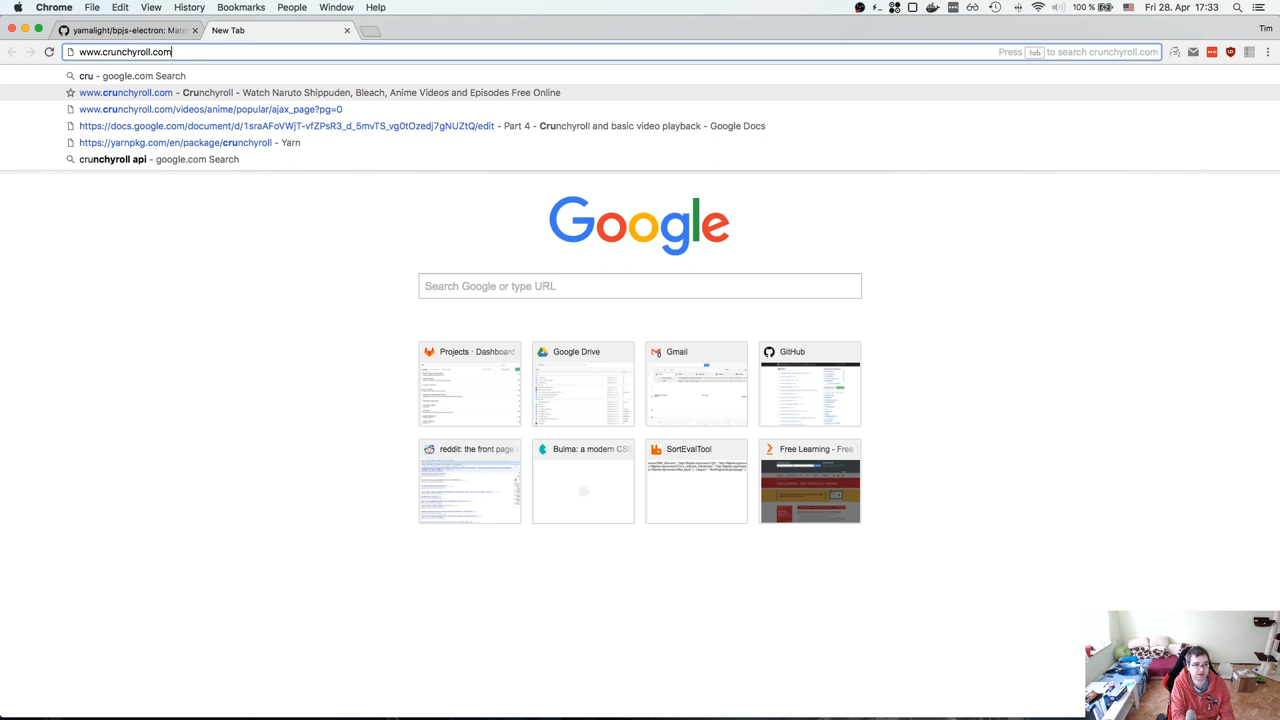 Chrome File Edit View History Bookmarks People Window Help 100 % Fri 28. Apr 17:33
yamalight/bpjs-electron: Mate New Tab Tim
www.crunchyroll.com Press tab to search crunchyroll.com
cru - google.com Search
www.crunchyroll.com - Crunchyroll - Watch Naruto Shippuden, Bleach, Anime Videos and Episodes Free Online
www.crunchyroll.com/videos/anime/popular/ajax_page?pg=0
https://docs.google.com/document/d/1sraAFoVWjT-vfZPsR3_d_5mvTS_vg0tOzedj7gNUZtQ/edit - Part 4 - Crunchyroll and basic video playback - Google Docs
https://yarnpkg.com/en/package/crunchyroll - Yarn
crunchyroll api - google.com Search
Google
Search Google or type URL
Projects · Dashboard Google Drive Gmail GitHub
reddit: the front page Bulma: a modern CSS SortEvalTool Free Learning - Free